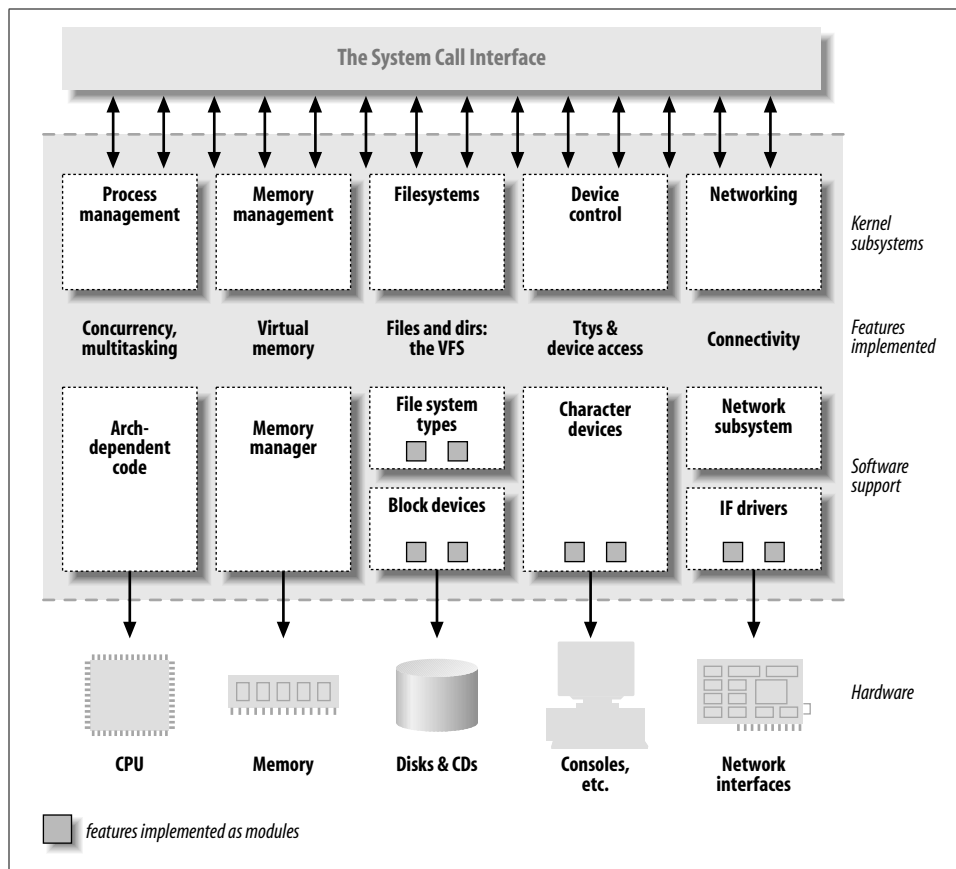 The System Call Interface
Process
management
Memory
management
Filesystems
Device
control
Networking
Kernel
subsystems
Concurrency,
multitasking
Virtual
memory
Files and dirs:
the VFS
Ttys &
device access
Connectivity
Features
implemented
Arch-
dependent
code
Memory
manager
File system
types
Block devices
Character
devices
Network
subsystem
IF drivers
Software
support
Hardware
CPU
Memory
Disks & CDs
Consoles,
etc.
Network
interfaces
features implemented as modules